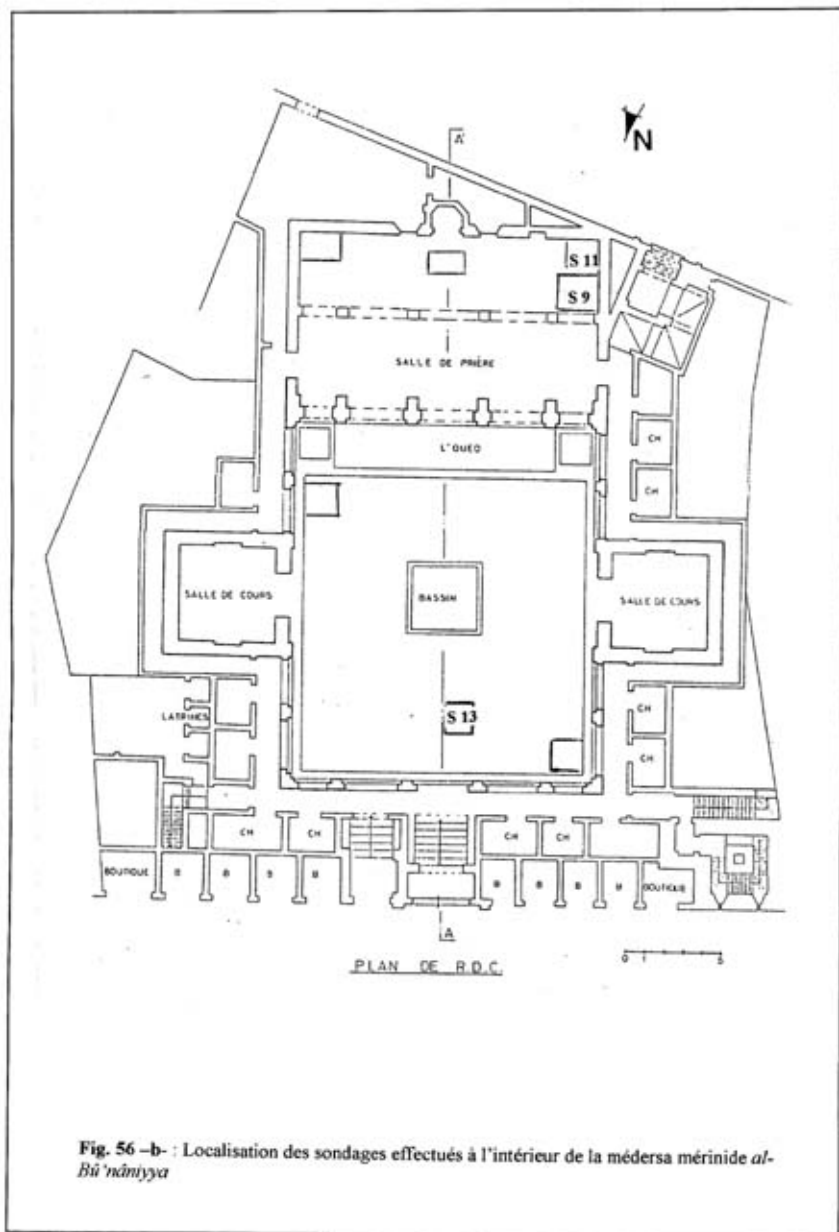 A'
N
S 11
S 9
SALLE DE PRIÈRE
CH
L'OUED
CH
SALLE DE COURS
BASSIN
SALLE DE COURS
LATRINES
S 13
CH
CH
CH
CH
CH
CH
BOUTIQUE
B
B
B
B
B
B
B
B
BOUTIQUE
A
PLAN DE R.D.C.
0 1 5
Fig. 56 –b- : Localisation des sondages effectués à l'intérieur de la médersa mérinide al-
Bû'nâniyya